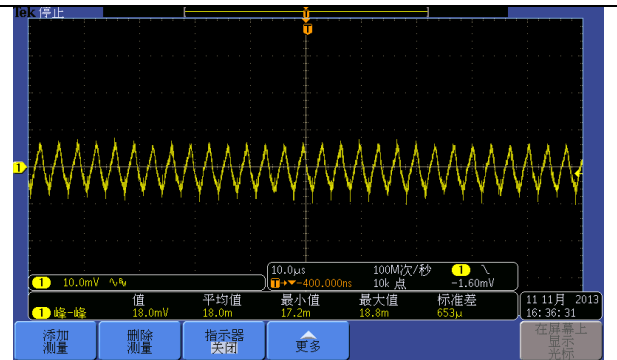 Tek 停止
T
1
10.0µs 100M次/秒 1
1 10.0mV T→▼-400.000ns 10k 点 -1.60mV
值 平均值 最小值 最大值 标准差
1 峰-峰 18.0mV 18.0m 17.2m 18.8m 653µ
11 11月 2013
16:36:31
添加
测量
删除
测量
指示器
关闭
更多
在屏幕上
显示
光标